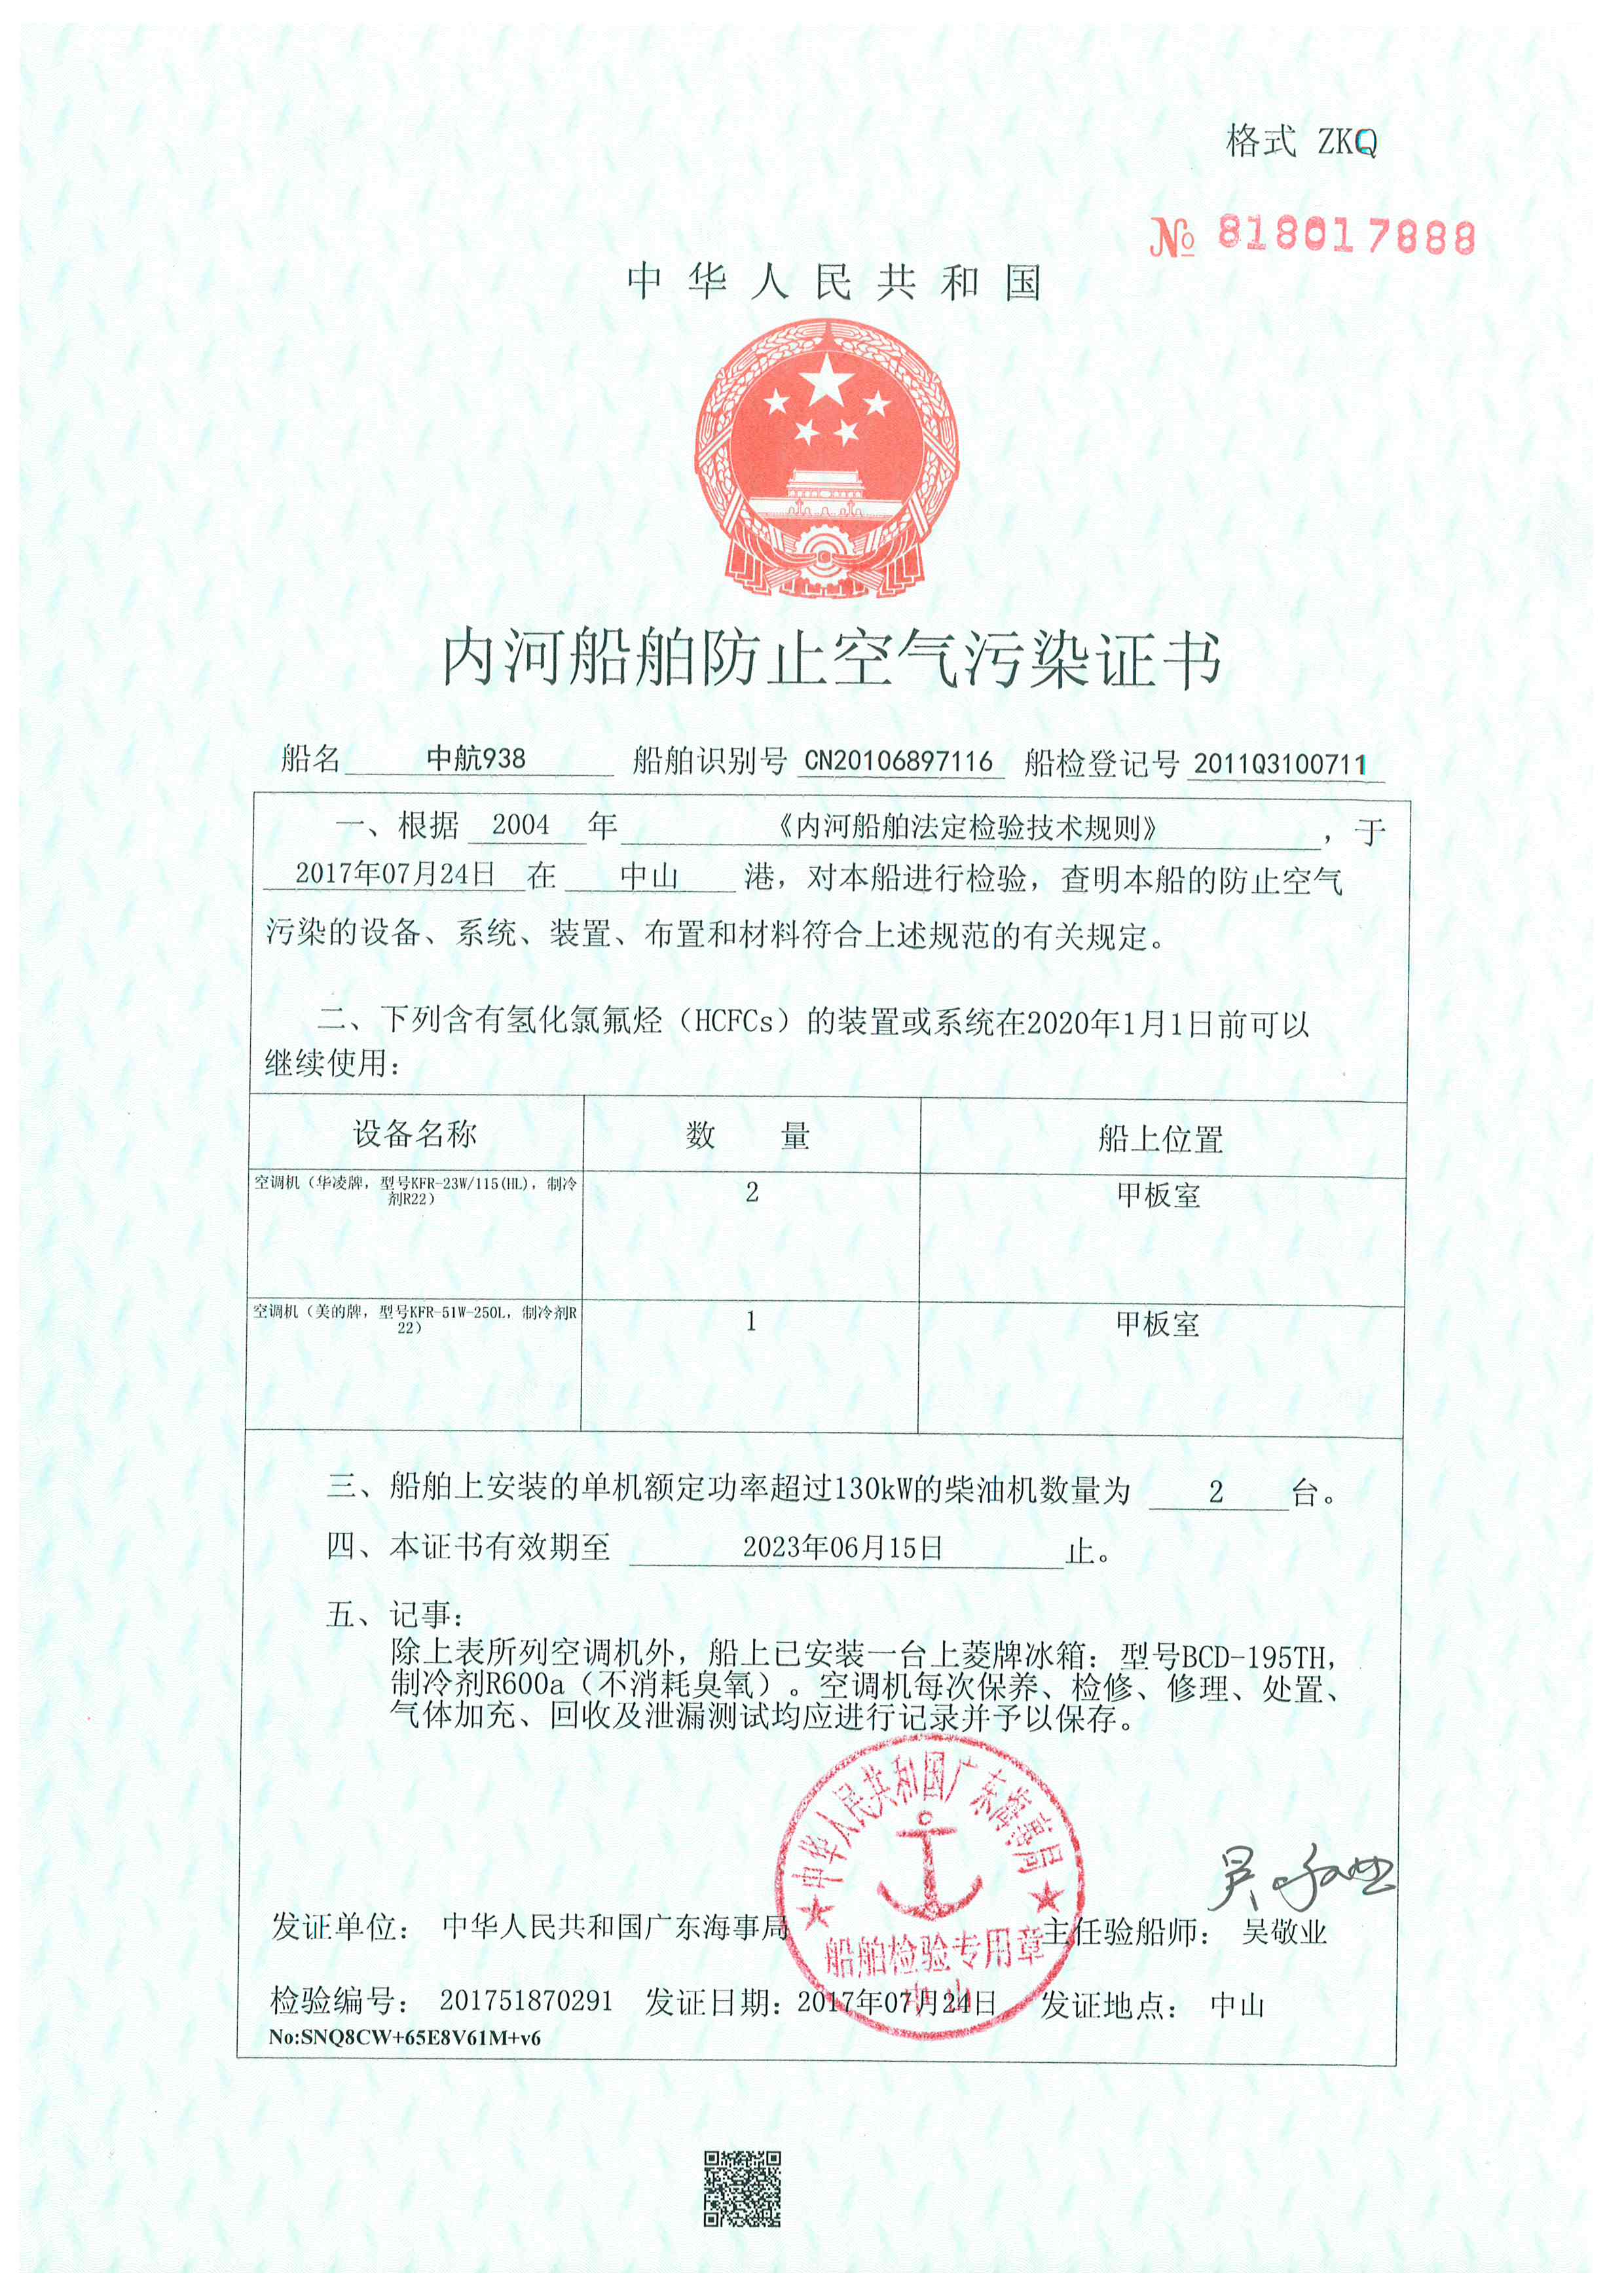 格式 ZKQ
№ 818017888
中华人民共和国
内河船舶防止空气污染证书
船名 中航938 船舶识别号 CN20106897116 船检登记号 2011Q3100711
一、根据 2004 年 《内河船舶法定检验技术规则》 ，于
2017年07月24日 在 中山 港，对本船进行检验，查明本船的防止空气
污染的设备、系统、装置、布置和材料符合上述规范的有关规定。
二、下列含有氢化氯氟烃（HCFCs）的装置或系统在2020年1月1日前可以
继续使用：
设备名称 数 量 船上位置
空调机（华凌牌，型号KFR-23W/115(HL)，制冷
剂R22） 2 甲板室
空调机（美的牌，型号KFR-51W-250L，制冷剂R
22） 1 甲板室
三、船舶上安装的单机额定功率超过130kW的柴油机数量为 2 台。
四、本证书有效期至 2023年06月15日 止。
五、记事：
除上表所列空调机外，船上已安装一台上菱牌冰箱：型号BCD-195TH，
制冷剂R600a（不消耗臭氧）。空调机每次保养、检修、修理、处置、
气体加充、回收及泄漏测试均应进行记录并予以保存。
中华人民共和国广东海事局
船舶检验专用章
中山
吴敬业
发证单位： 中华人民共和国广东海事局 主任验船师： 吴敬业
检验编号： 201751870291 发证日期：2017年07月24日 发证地点： 中山
No:SNQ8CW+65E8V61M+v6